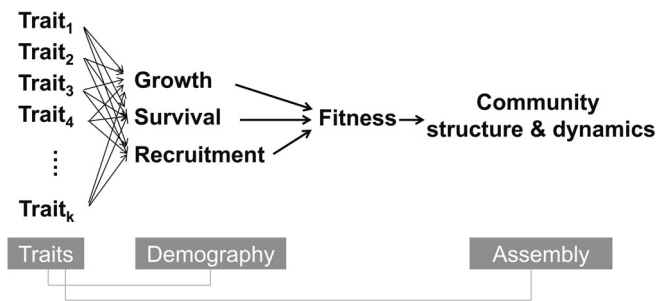 Trait1
Trait2
Trait3
Trait4
Traitk
Growth
Survival
Recruitment
Fitness
Community
structure & dynamics
Traits
Demography
Assembly